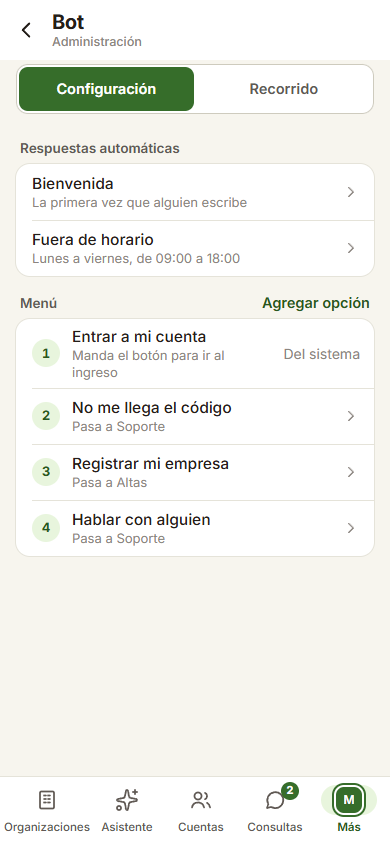 Bot
Administración
Configuración
Recorrido
Respuestas automáticas
Bienvenida
La primera vez que alguien escribe
Fuera de horario
Lunes a viernes, de 09:00 a 18:00
Menú
Agregar opción
1
Entrar a mi cuenta
Manda el botón para ir al
ingreso
Del sistema
2
No me llega el código
Pasa a Soporte
3
Registrar mi empresa
Pasa a Altas
4
Hablar con alguien
Pasa a Soporte
2
M
Organizaciones
Asistente
Cuentas
Consultas
Más